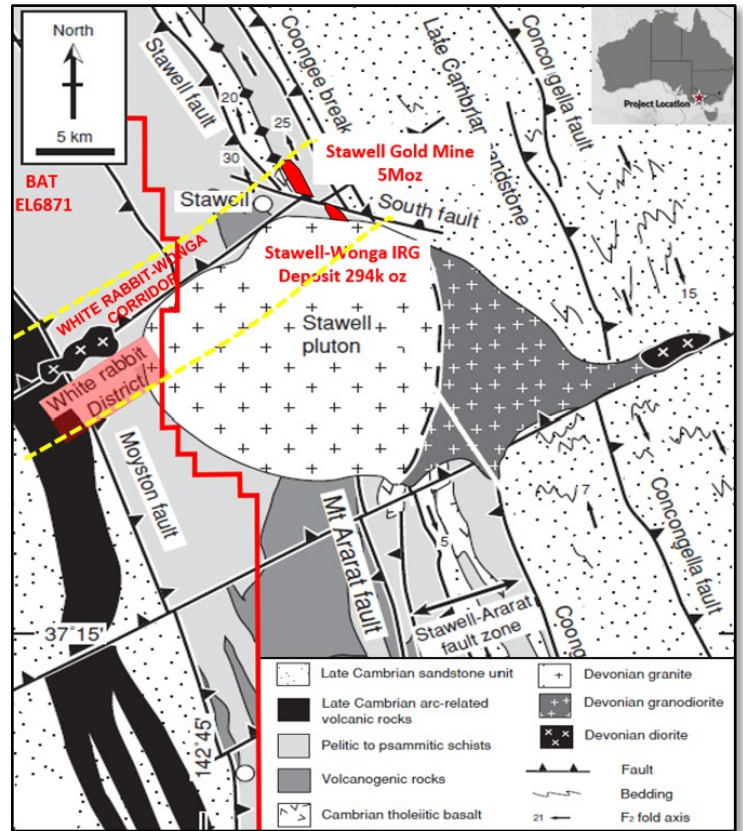 North
5 km
BAT
EL6871
Stawell fault
20
30
25
Coongee break
Late Cambrian sandstone
Concongella fault
Project Location
Stawell Gold Mine
5Moz
Stawell
South fault
WHITE RABBIT-WONGA
CORRIDOR
Stawell-Wonga IRG
Deposit 294k oz
Stawell
pluton
15
White rabbit
District/
Moyston fault
Mt Ararat fault
5
7
Stawell-Ararat
fault zone
Coong
Concongella fault
37°15'
142°45'
Late Cambrian sandstone unit
Late Cambrian arc-related
volcanic rocks
Pelitic to psammitic schists
Volcanogenic rocks
Cambrian tholeiitic basalt
Devonian granite
Devonian granodiorite
Devonian diorite
Fault
Bedding
21
F2 fold axis